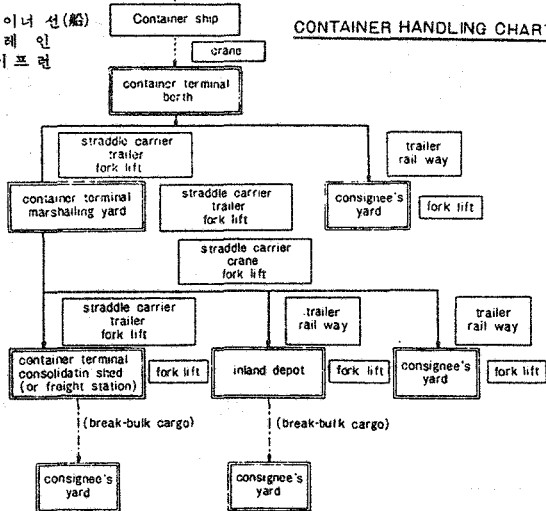 이너 선(船)
레 인
이 프 런
CONTAINER HANDLING CHART
Container ship
crane
container terminal
berth
straddle carrier
trailer
fork lift
trailer
rail way
container terminal
marshalling yard
straddle carrier
trailer
fork lift
consignee's
yard
fork lift
straddle carrier
crane
fork lift
straddle carrier
trailer
fork lift
trailer
rail way
trailer
rail way
container terminal
consolidatin shed
(or freight station)
fork lift
inland depot
fork lift
consignee's
yard
fork lift
(break-bulk cargo)
(break-bulk cargo)
consignee's
yard
consignee's
yard